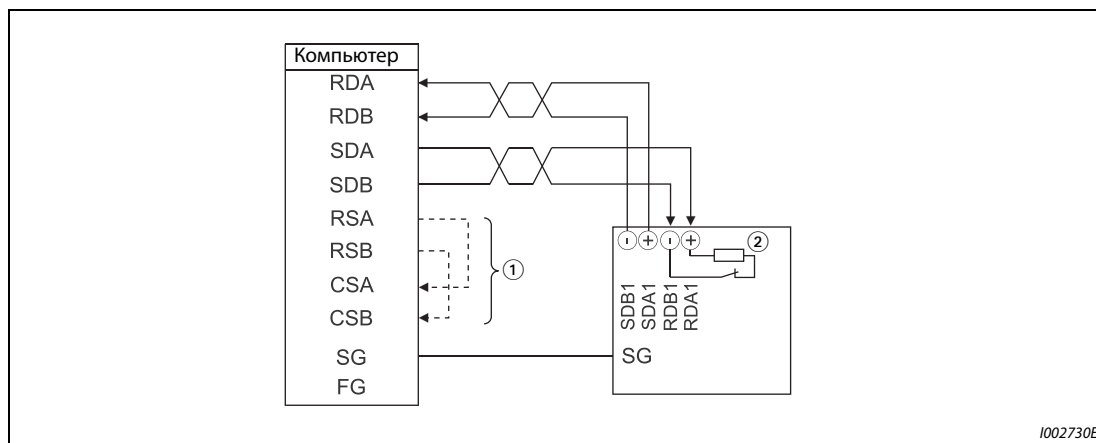 Компьютер
RDA
RDB
SDA
SDB
RSA
RSB
CSA
CSB
SG
FG
1
- + - +
2
SDB1
SDA1
RDB1
RDA1
SG
I002730E